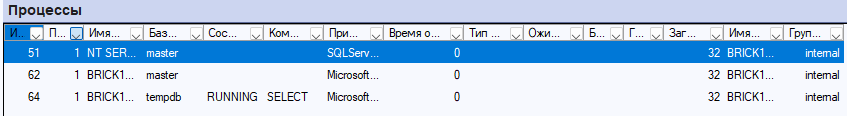 Процессы
И... П... Имя... Баз... Сос... Ком... При... Время о... Тип ... Ожи... Б... Г... Заг... Имя... Груп...
51 1 NT SER... master SQLServ... 0 32 BRICK1... internal
62 1 BRICK1... master Microsoft... 0 32 BRICK1... internal
64 1 BRICK1... tempdb RUNNING SELECT Microsoft... 0 32 BRICK1... internal